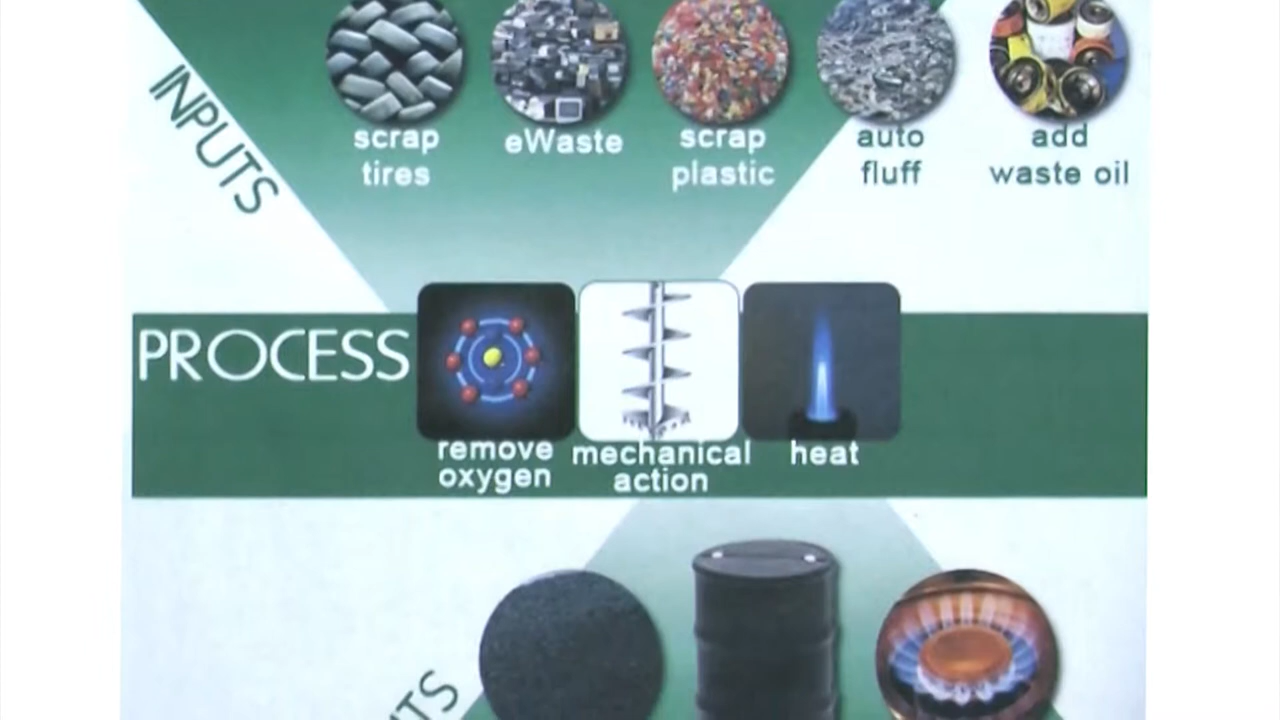 INPUTS
scrap
tires
eWaste
scrap
plastic
auto
fluff
add
waste oil
PROCESS
remove
oxygen
mechanical
action
heat